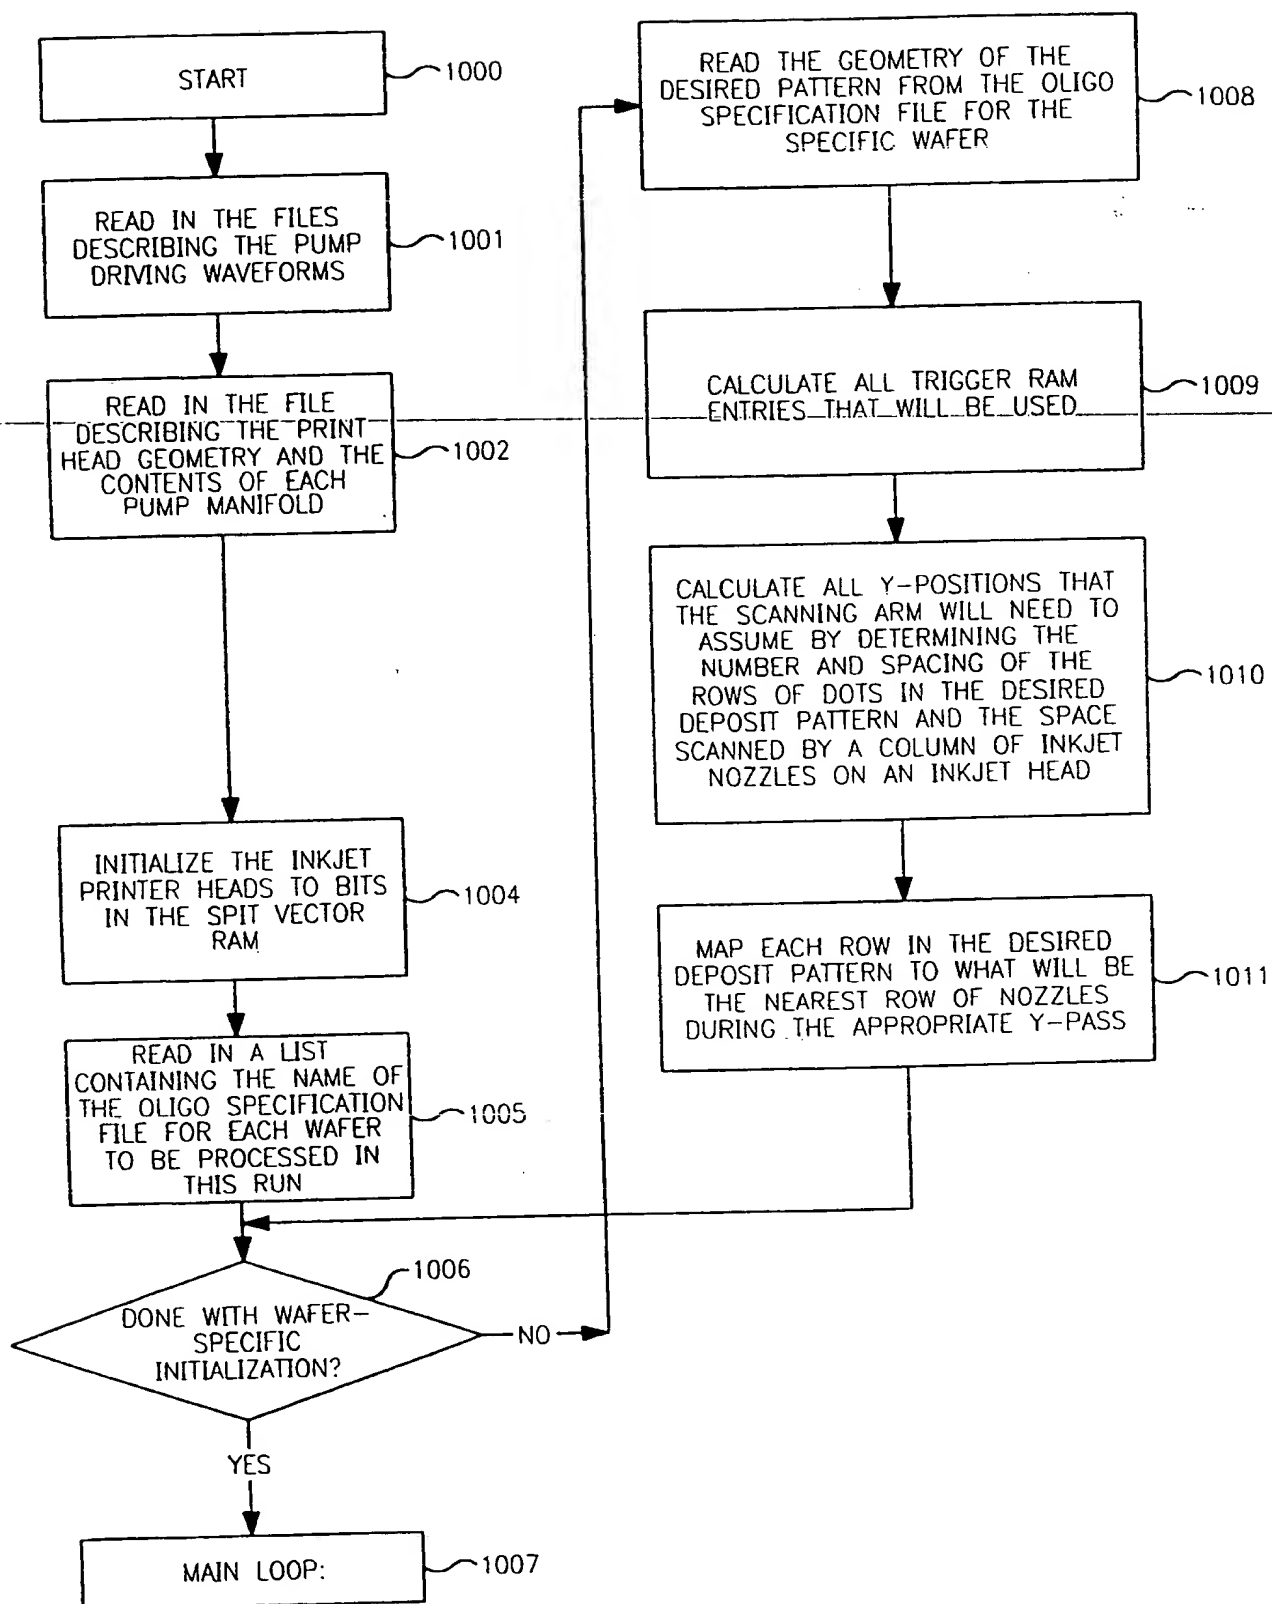 START
1000
READ IN THE FILES
DESCRIBING THE PUMP
DRIVING WAVEFORMS
1001
READ IN THE FILE
DESCRIBING THE PRINT
HEAD GEOMETRY AND THE
CONTENTS OF EACH
PUMP MANIFOLD
1002
INITIALIZE THE INKJET
PRINTER HEADS TO BITS
IN THE SPIT VECTOR
RAM
1004
READ IN A LIST
CONTAINING THE NAME OF
THE OLIGO SPECIFICATION
FILE FOR EACH WAFER
TO BE PROCESSED IN
THIS RUN
1005
1006
DONE WITH WAFER-
SPECIFIC
INITIALIZATION?
NO
YES
MAIN LOOP:
1007
READ THE GEOMETRY OF THE
DESIRED PATTERN FROM THE OLIGO
SPECIFICATION FILE FOR THE
SPECIFIC WAFER
1008
CALCULATE ALL TRIGGER RAM
ENTRIES THAT WILL BE USED
1009
CALCULATE ALL Y-POSITIONS THAT
THE SCANNING ARM WILL NEED TO
ASSUME BY DETERMINING THE
NUMBER AND SPACING OF THE
ROWS OF DOTS IN THE DESIRED
DEPOSIT PATTERN AND THE SPACE
SCANNED BY A COLUMN OF INKJET
NOZZLES ON AN INKJET HEAD
1010
MAP EACH ROW IN THE DESIRED
DEPOSIT PATTERN TO WHAT WILL BE
THE NEAREST ROW OF NOZZLES
DURING THE APPROPRIATE Y-PASS
1011